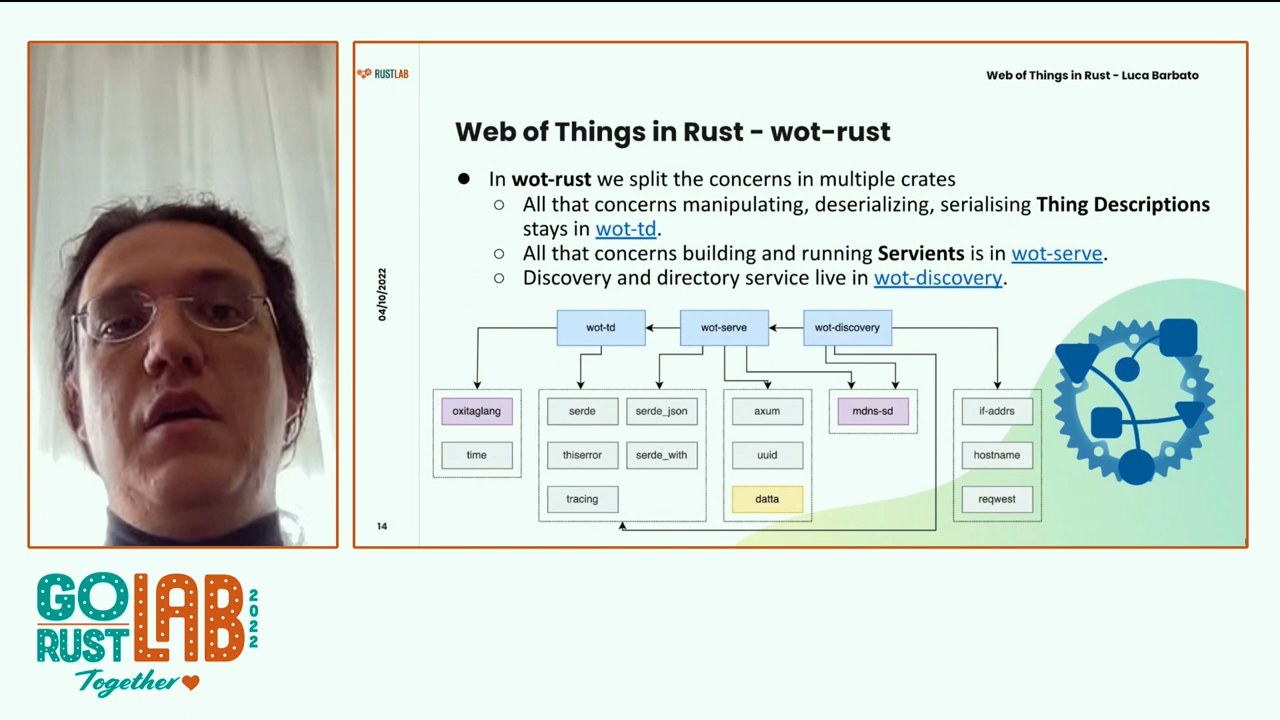 RUSTLAB
Web of Things in Rust - Luca Barbato
Web of Things in Rust - wot-rust
● In wot-rust we split the concerns in multiple crates
○ All that concerns manipulating, deserializing, serialising Thing Descriptions
stays in wot-td.
○ All that concerns building and running Servients is in wot-serve.
○ Discovery and directory service live in wot-discovery.
04/10/2022
wot-td
wot-serve
wot-discovery
oxitaglang
serde
serde_json
axum
mdns-sd
if-addrs
time
thiserror
serde_with
uuid
hostname
tracing
datta
reqwest
14
GO
RUST
LAB
2022
Together